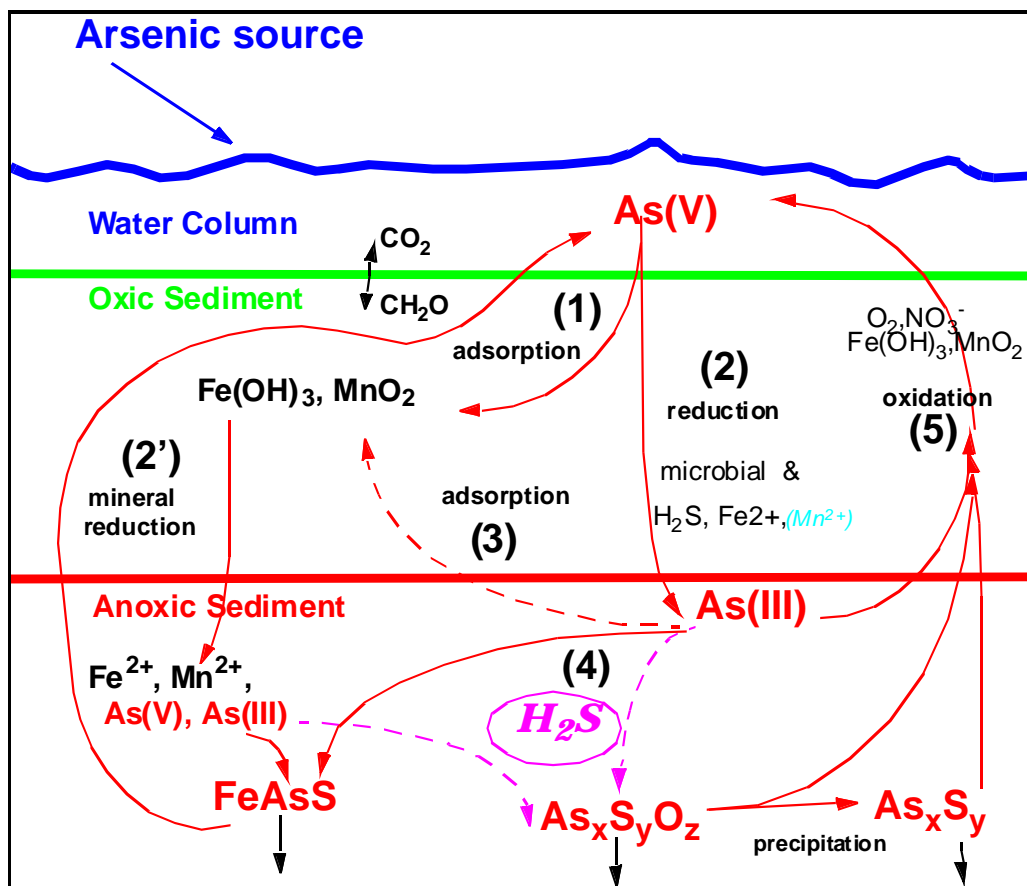 Arsenic source
As(V)
Water Column
CO₂
Oxic Sediment
CH₂O
(1)
adsorption
O₂,NO₃⁻
Fe(OH)₃,MnO₂
(2)
reduction
Fe(OH)₃, MnO₂
oxidation
(5)
(2’)
mineral
reduction
microbial &
H₂S, Fe2+,(Mn²⁺)
adsorption
(3)
Anoxic Sediment
As(III)
(4)
Fe²⁺, Mn²⁺,
As(V), As(III)
H₂S
FeAsS
AsₓSᵧO_z
AsₓSᵧ
precipitation